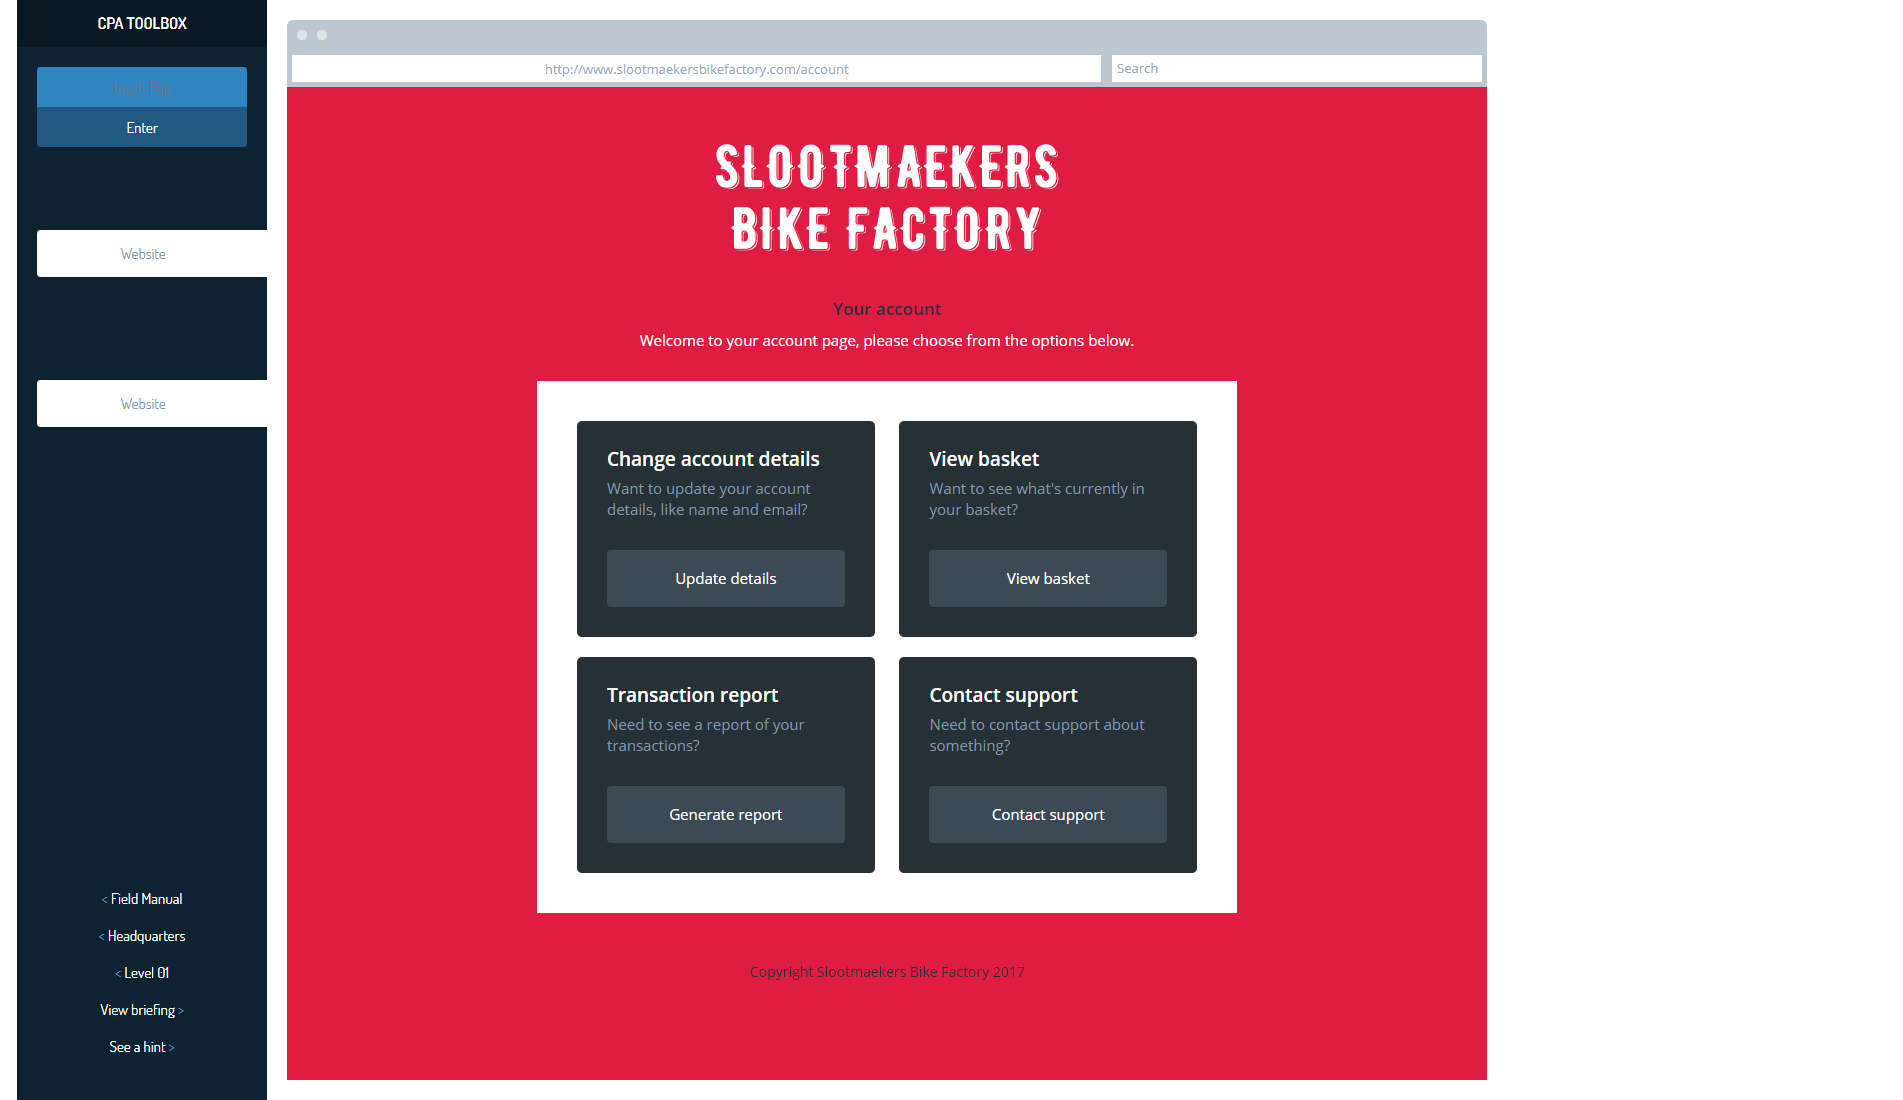 CPA TOOLBOX
Insert Flag
Enter
Website
Website
< Field Manual
< Headquarters
< Level 01
View briefing >
See a hint >
http://www.slootmaekersbikefactory.com/account
Search
SLOOTMAEKERS
BIKE FACTORY
Your account
Welcome to your account page, please choose from the options below.
Change account details
Want to update your account
details, like name and email?
Update details
View basket
Want to see what's currently in
your basket?
View basket
Transaction report
Need to see a report of your
transactions?
Generate report
Contact support
Need to contact support about
something?
Contact support
Copyright Slootmaekers Bike Factory 2017